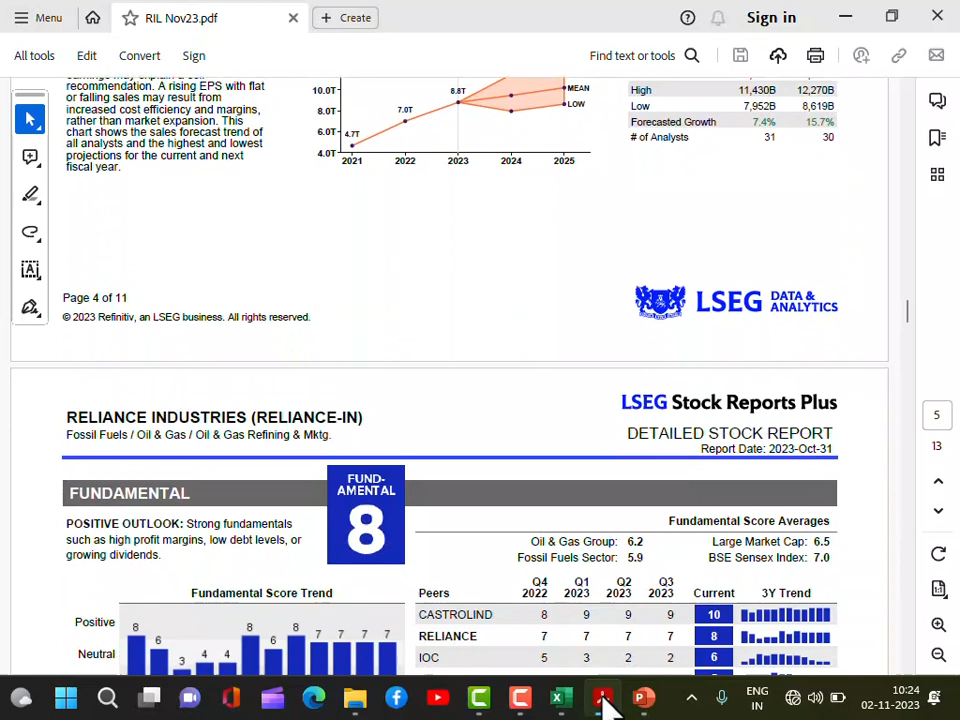 Menu
RIL Nov23.pdf
Create
Sign in
All tools
Edit
Convert
Sign
Find text or tools
recommendation. A rising EPS with flat
or falling sales may result from
increased cost efficiency and margins,
rather than market expansion. This
chart shows the sales forecast trend of
all analysts and the highest and lowest
projections for the current and next
fiscal year.
10.0T
8.0T
6.0T
4.0T
4.7T
7.0T
8.8T
MEAN
LOW
2021 2022 2023 2024 2025
High 11,430B 12,270B
Low 7,952B 8,619B
Forecasted Growth 7.4% 15.7%
# of Analysts 31 30
Page 4 of 11
© 2023 Refinitiv, an LSEG business. All rights reserved.
LSEG DATA & ANALYTICS
RELIANCE INDUSTRIES (RELIANCE-IN)
Fossil Fuels / Oil & Gas / Oil & Gas Refining & Mktg.
LSEG Stock Reports Plus
DETAILED STOCK REPORT
Report Date: 2023-Oct-31
FUNDAMENTAL
FUND-
AMENTAL
8
POSITIVE OUTLOOK: Strong fundamentals
such as high profit margins, low debt levels, or
growing dividends.
Fundamental Score Averages
Oil & Gas Group: 6.2 Large Market Cap: 6.5
Fossil Fuels Sector: 5.9 BSE Sensex Index: 7.0
Fundamental Score Trend
Positive
Neutral
8 6 3 4 4 8 6 8 7 7 7 7
Peers Q4 2022 Q1 2023 Q2 2023 Q3 2023 Current 3Y Trend
CASTROLIND 8 9 9 9 10
RELIANCE 7 7 7 7 8
IOC 5 3 2 2 6
5
13
ENG
IN
10:24
02-11-2023